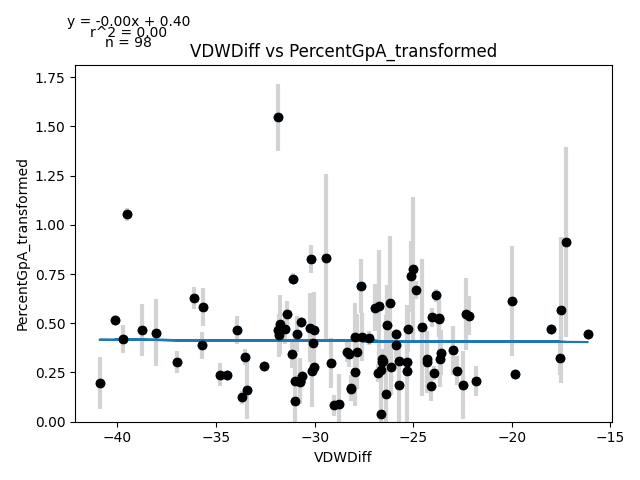 y = -0.00x + 0.40
r^2 = 0.00
n = 98
VDWDiff vs PercentGpA_transformed
PercentGpA_transformed
1.75
1.50
1.25
1.00
0.75
0.50
0.25
0.00
−40 −35 −30 −25 −20 −15
VDWDiff